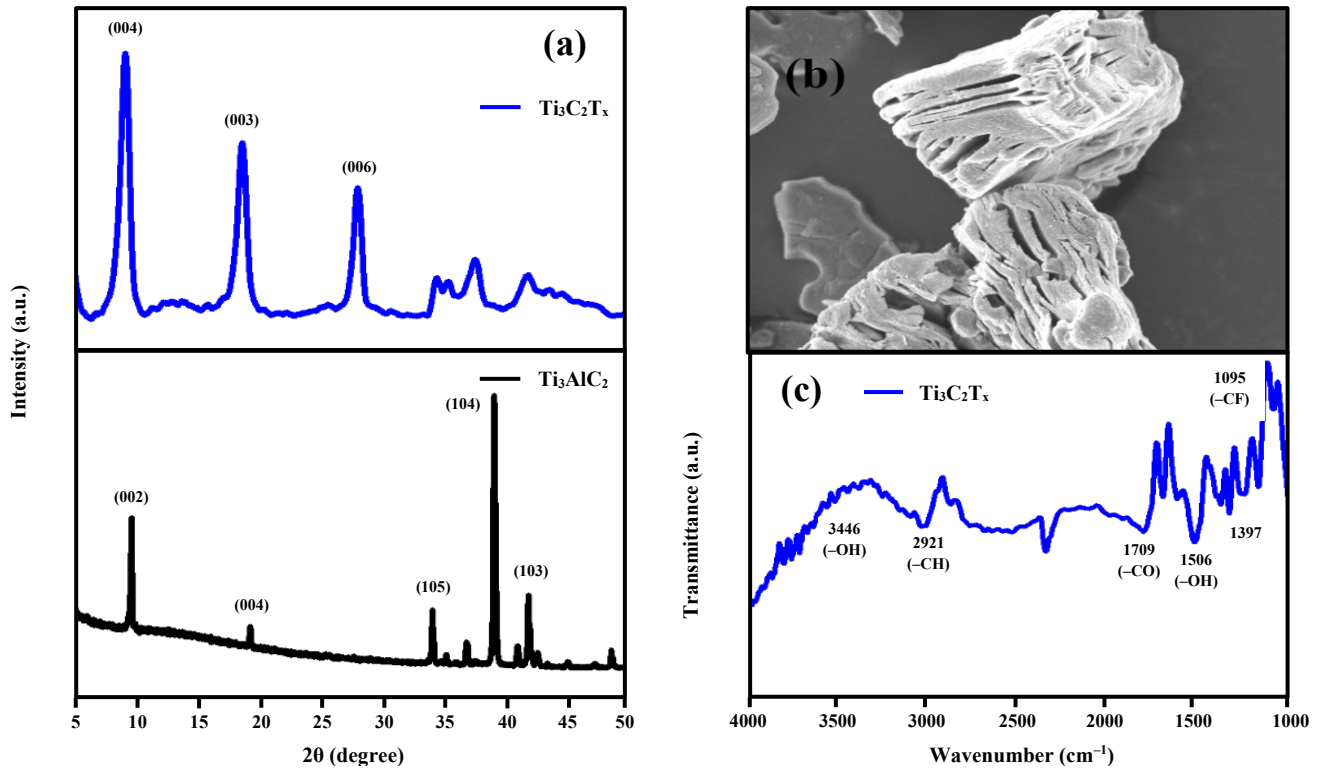 (a)
(004)
(003)
(006)
Ti₃C₂Tₓ
Ti₃AlC₂
(002)
(004)
(105)
(104)
(103)
Intensity (a.u.)
5 10 15 20 25 30 35 40 45 50
2θ (degree)
(b)
(c)
Ti₃C₂Tₓ
3446
(–OH)
2921
(–CH)
1709
(–CO)
1506
(–OH)
1397
1095
(–CF)
Transmittance (a.u.)
4000 3500 3000 2500 2000 1500 1000
Wavenumber (cm⁻¹)